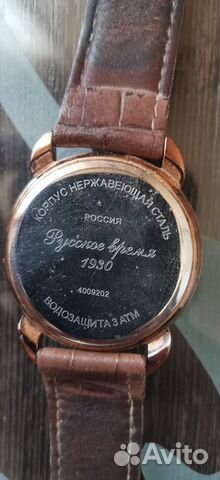 КОРПУС НЕРЖАВЕЮЩАЯ СТАЛЬ
РОССИЯ
Русское время
1930
4009202
ВОДОЗАЩИТА 3 АТМ
Avito